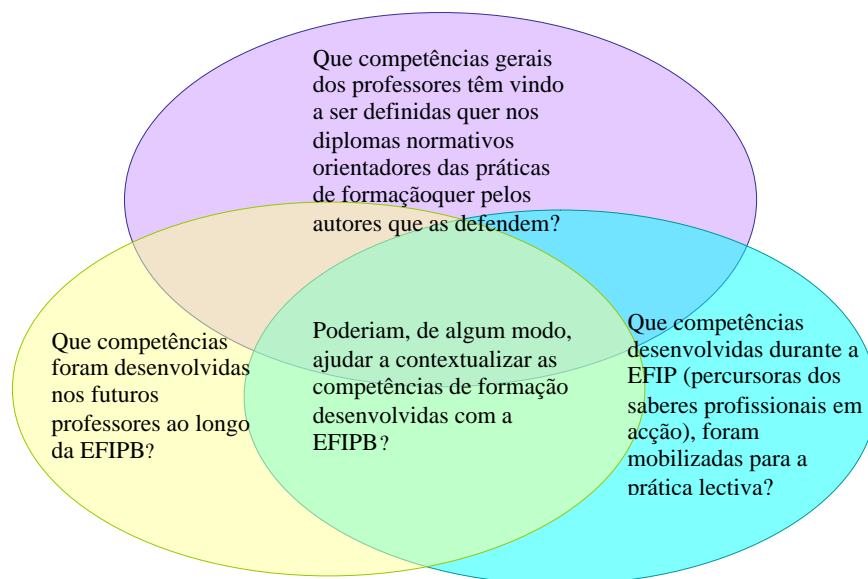 Que competências gerais
dos professores têm vindo
a ser definidas quer nos
diplomas normativos
orientadores das práticas
de formaçãoquer pelos
autores que as defendem?
Que competências
foram desenvolvidas
nos futuros
professores ao longo
da EFIPB?
Poderiam, de algum modo,
ajudar a contextualizar as
competências de formação
desenvolvidas com a
EFIPB?
Que competências
desenvolvidas durante a
EFIP (percursoras dos
saberes profissionais em
acção), foram
mobilizadas para a
prática lectiva?